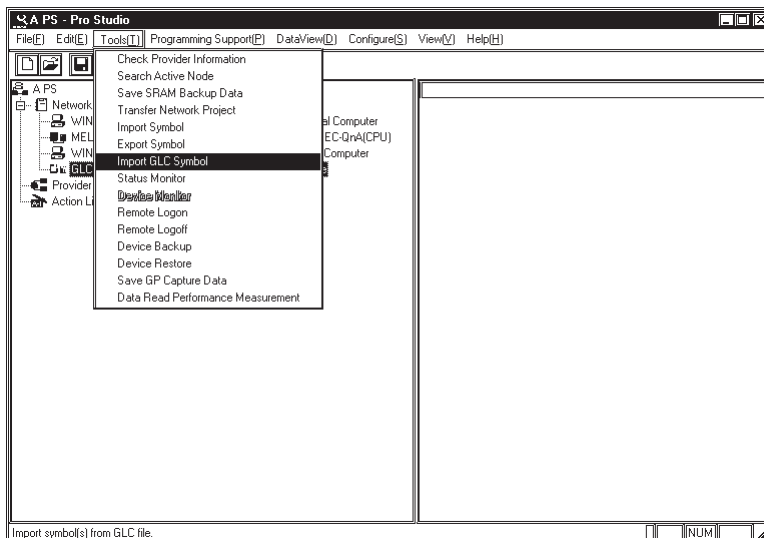 A PS - Pro Studio
File(F) Edit(E) Tools(T) Programming Support(P) DataView(D) Configure(S) View(V) Help(H)
Check Provider Information
Search Active Node
Save SRAM Backup Data
Transfer Network Project
Import Symbol
Export Symbol
Import GLC Symbol
Status Monitor
Device Monitor
Remote Logon
Remote Logoff
Device Backup
Device Restore
Save GP Capture Data
Data Read Performance Measurement
A PS
Network
WIN al Computer
MEL EC-QnA(CPU)
WIN Computer
GLC
Provider
Action Li
Import symbol(s) from GLC file.
NUM